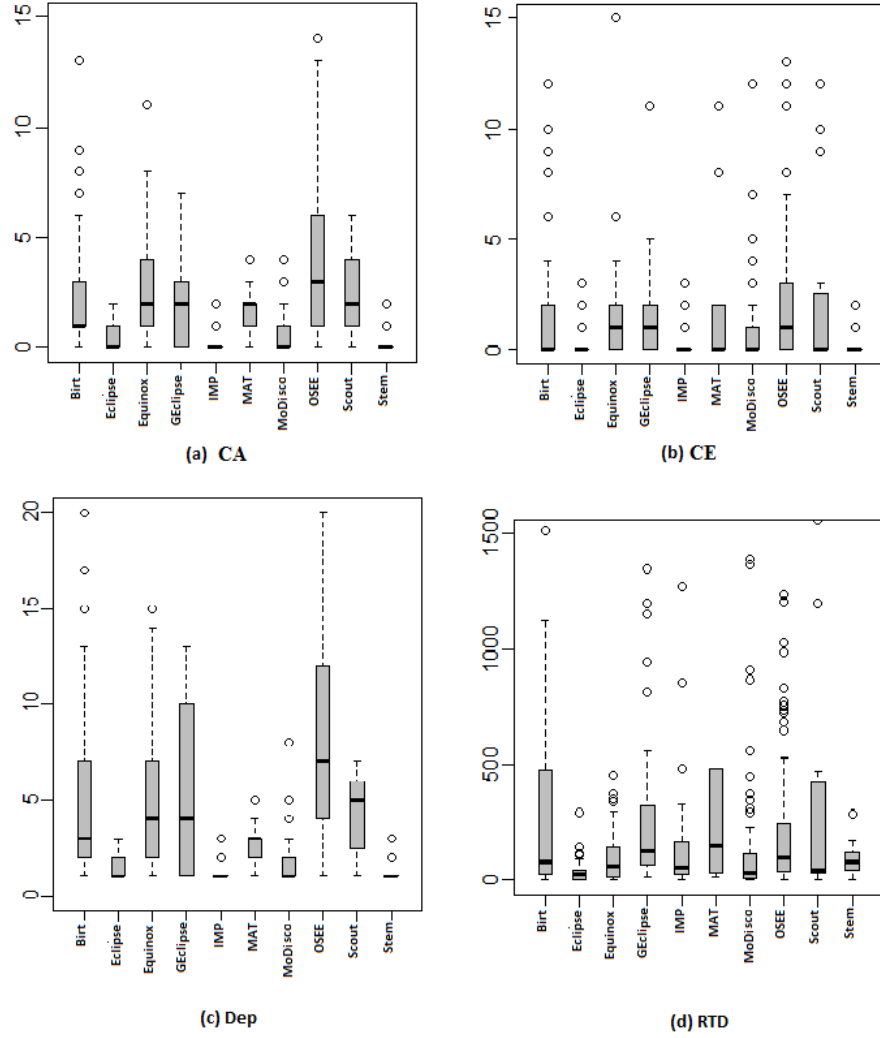 15
10
5
0
Birt
Eclipse
Equinox
GEclipse
IMP
MAT
MoDisco
OSEE
Scout
Stem
(a) CA
15
10
5
0
Birt
Eclipse
Equinox
GEclipse
IMP
MAT
MoDisco
OSEE
Scout
Stem
(b) CE
20
15
10
5
0
Birt
Eclipse
Equinox
GEclipse
IMP
MAT
MoDisco
OSEE
Scout
Stem
(c) Dep
1500
1000
500
0
Birt
Eclipse
Equinox
GEclipse
IMP
MAT
MoDisco
OSEE
Scout
Stem
(d) RTD